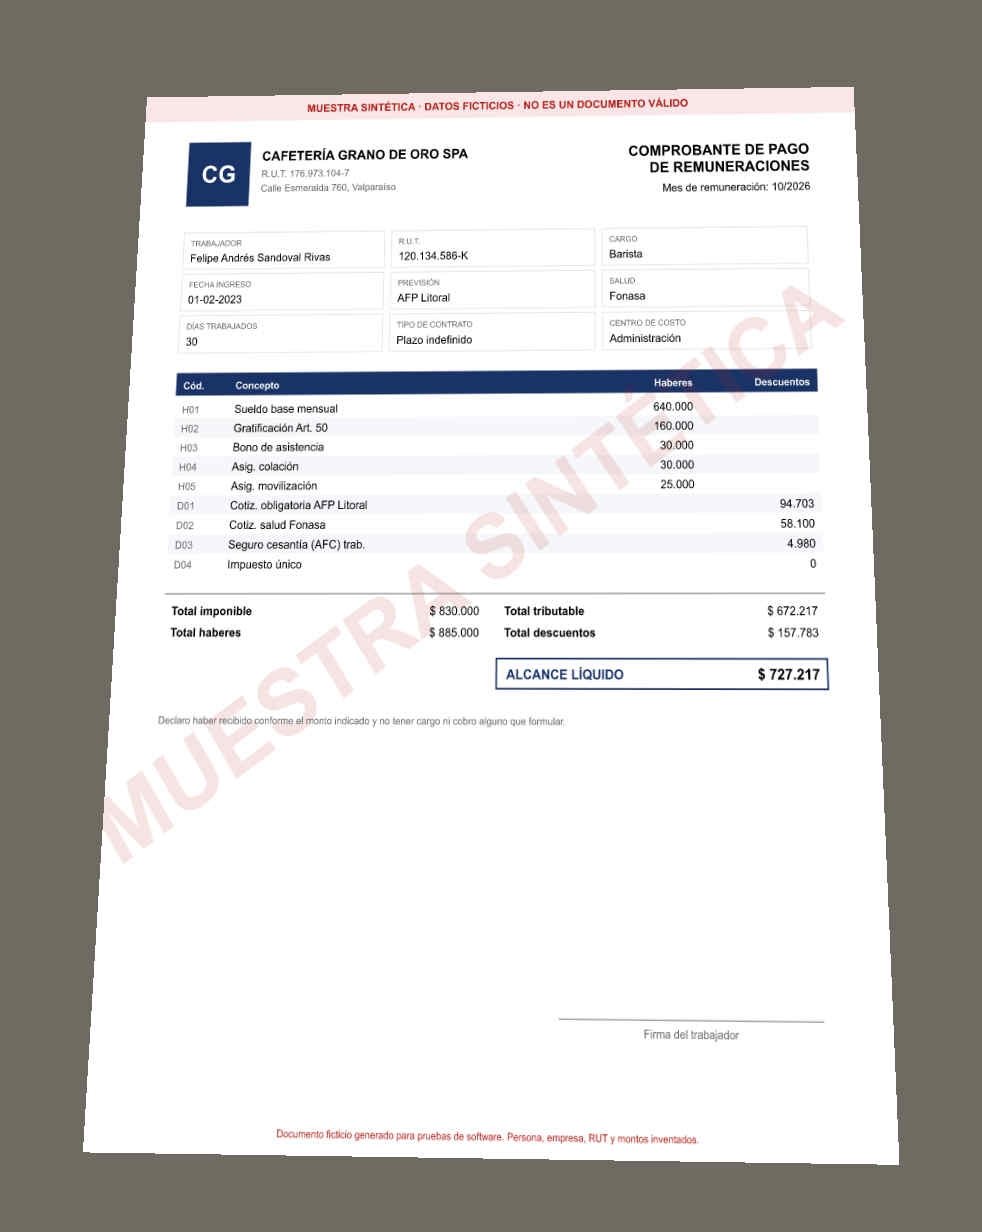 MUESTRA SINTÉTICA · DATOS FICTICIOS · NO ES UN DOCUMENTO VÁLIDO
CG
CAFETERÍA GRANO DE ORO SPA
R.U.T. 176.973.104-7
Calle Esmeralda 760, Valparaíso
COMPROBANTE DE PAGO
DE REMUNERACIONES
Mes de remuneración: 10/2026
TRABAJADOR
Felipe Andrés Sandoval Rivas
R.U.T.
120.134.586-K
CARGO
Barista
FECHA INGRESO
01-02-2023
PREVISIÓN
AFP Litoral
SALUD
Fonasa
DÍAS TRABAJADOS
30
TIPO DE CONTRATO
Plazo indefinido
CENTRO DE COSTO
Administración
Cód. Concepto Haberes Descuentos
H01 Sueldo base mensual 640.000
H02 Gratificación Art. 50 160.000
H03 Bono de asistencia 30.000
H04 Asig. colación 30.000
H05 Asig. movilización 25.000
D01 Cotiz. obligatoria AFP Litoral 94.703
D02 Cotiz. salud Fonasa 58.100
D03 Seguro cesantía (AFC) trab. 4.980
D04 Impuesto único 0
Total imponible $ 830.000 Total tributable $ 672.217
Total haberes $ 885.000 Total descuentos $ 157.783
ALCANCE LÍQUIDO $ 727.217
Declaro haber recibido conforme el monto indicado y no tener cargo ni cobro alguno que formular.
MUESTRA SINTÉTICA
Firma del trabajador
Documento ficticio generado para pruebas de software. Persona, empresa, RUT y montos inventados.